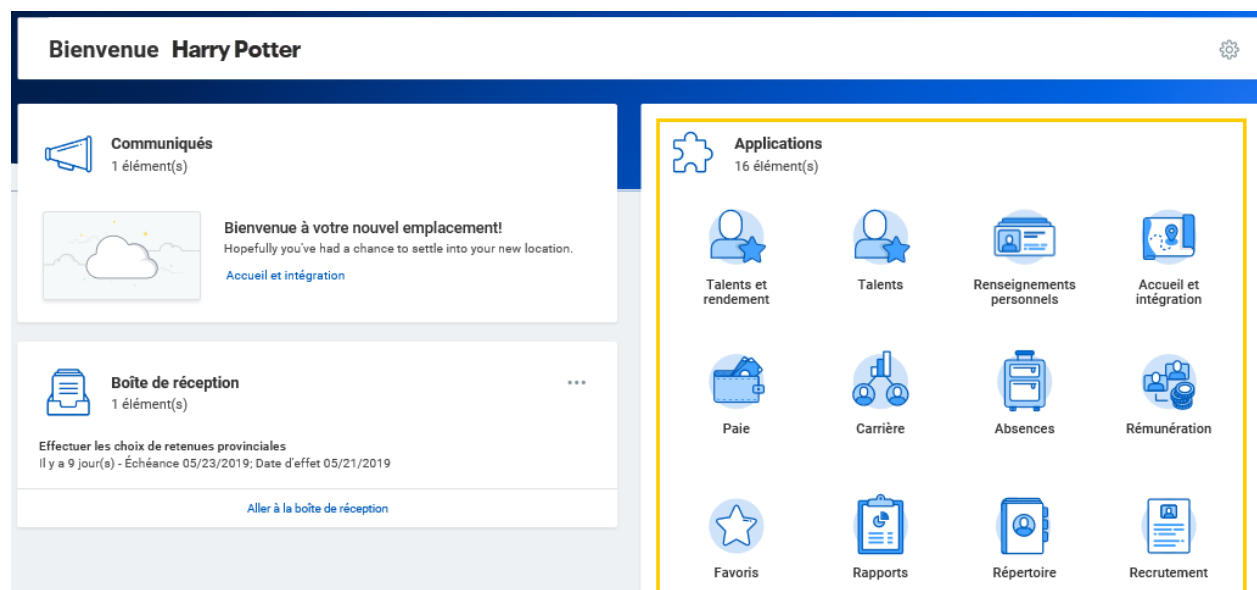 Bienvenue Harry Potter
Communiqués
1 élément(s)
Bienvenue à votre nouvel emplacement!
Hopefully you've had a chance to settle into your new location.
Accueil et intégration
Boîte de réception
1 élément(s)
Effectuer les choix de retenues provinciales
Il y a 9 jour(s) - Échéance 05/23/2019; Date d'effet 05/21/2019
Aller à la boîte de réception
Applications
16 élément(s)
Talents et
rendement
Talents
Renseignements
personnels
Accueil et
intégration
Paie
Carrière
Absences
Rémunération
Favoris
Rapports
Répertoire
Recrutement